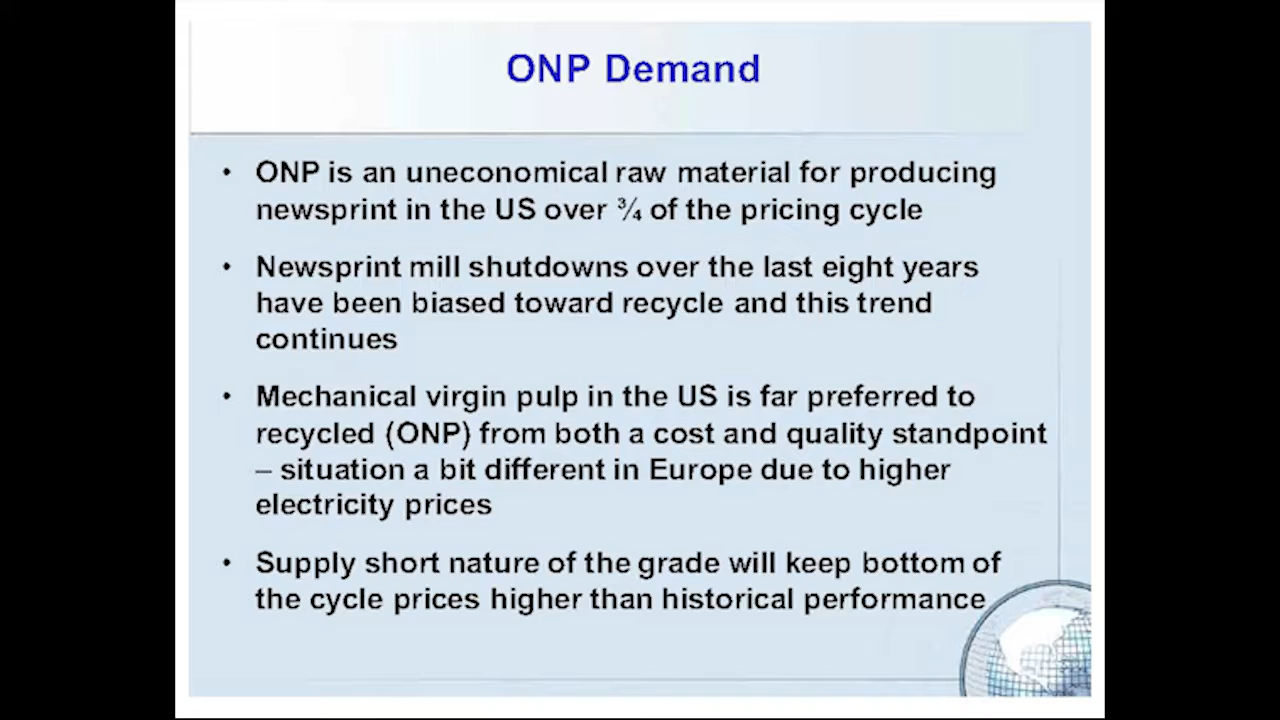 ONP Demand
• ONP is an uneconomical raw material for producing
newsprint in the US over ¾ of the pricing cycle
• Newsprint mill shutdowns over the last eight years
have been biased toward recycle and this trend
continues
• Mechanical virgin pulp in the US is far preferred to
recycled (ONP) from both a cost and quality standpoint
– situation a bit different in Europe due to higher
electricity prices
• Supply short nature of the grade will keep bottom of
the cycle prices higher than historical performance